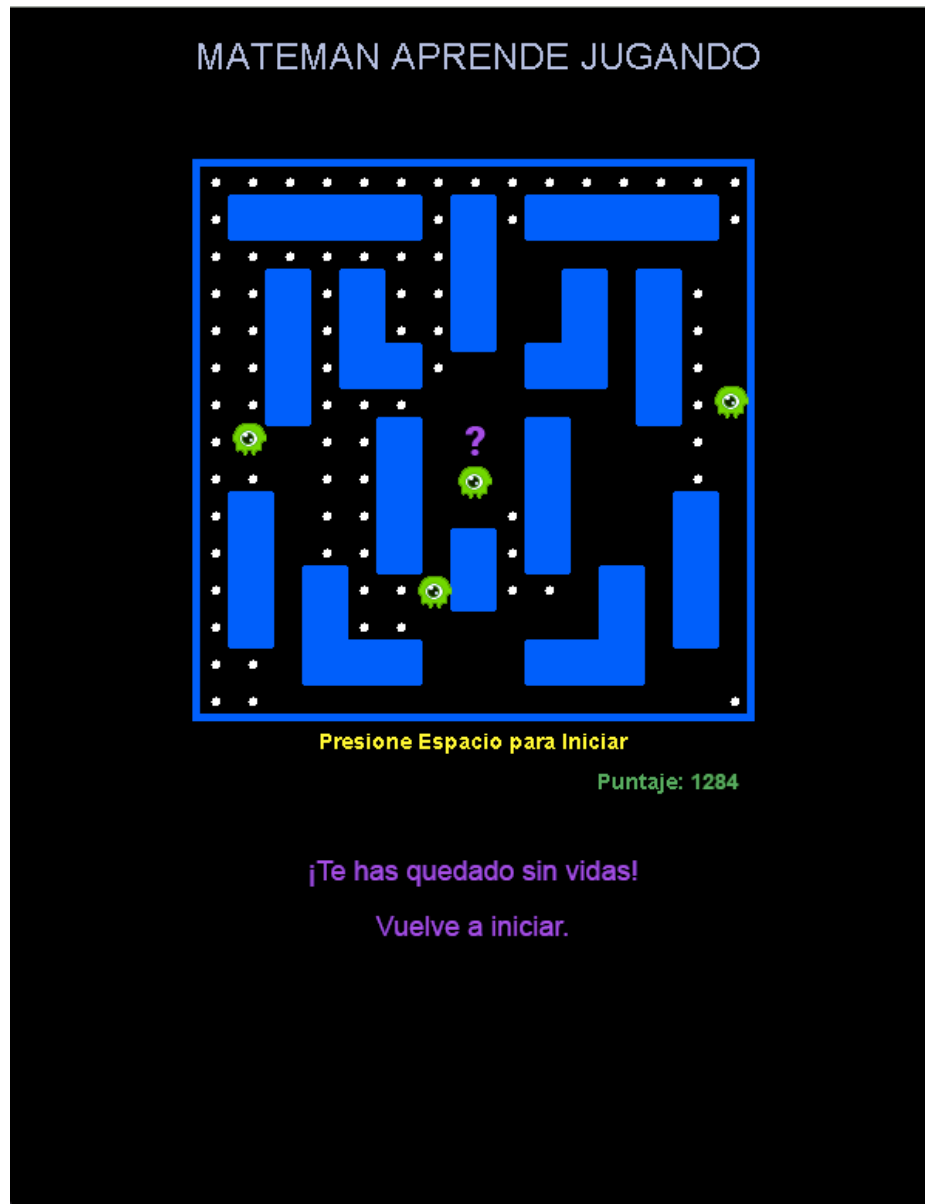 MATEMAN APRENDE JUGANDO
?
Presione Espacio para Iniciar
Puntaje: 1284
¡Te has quedado sin vidas!
Vuelve a iniciar.